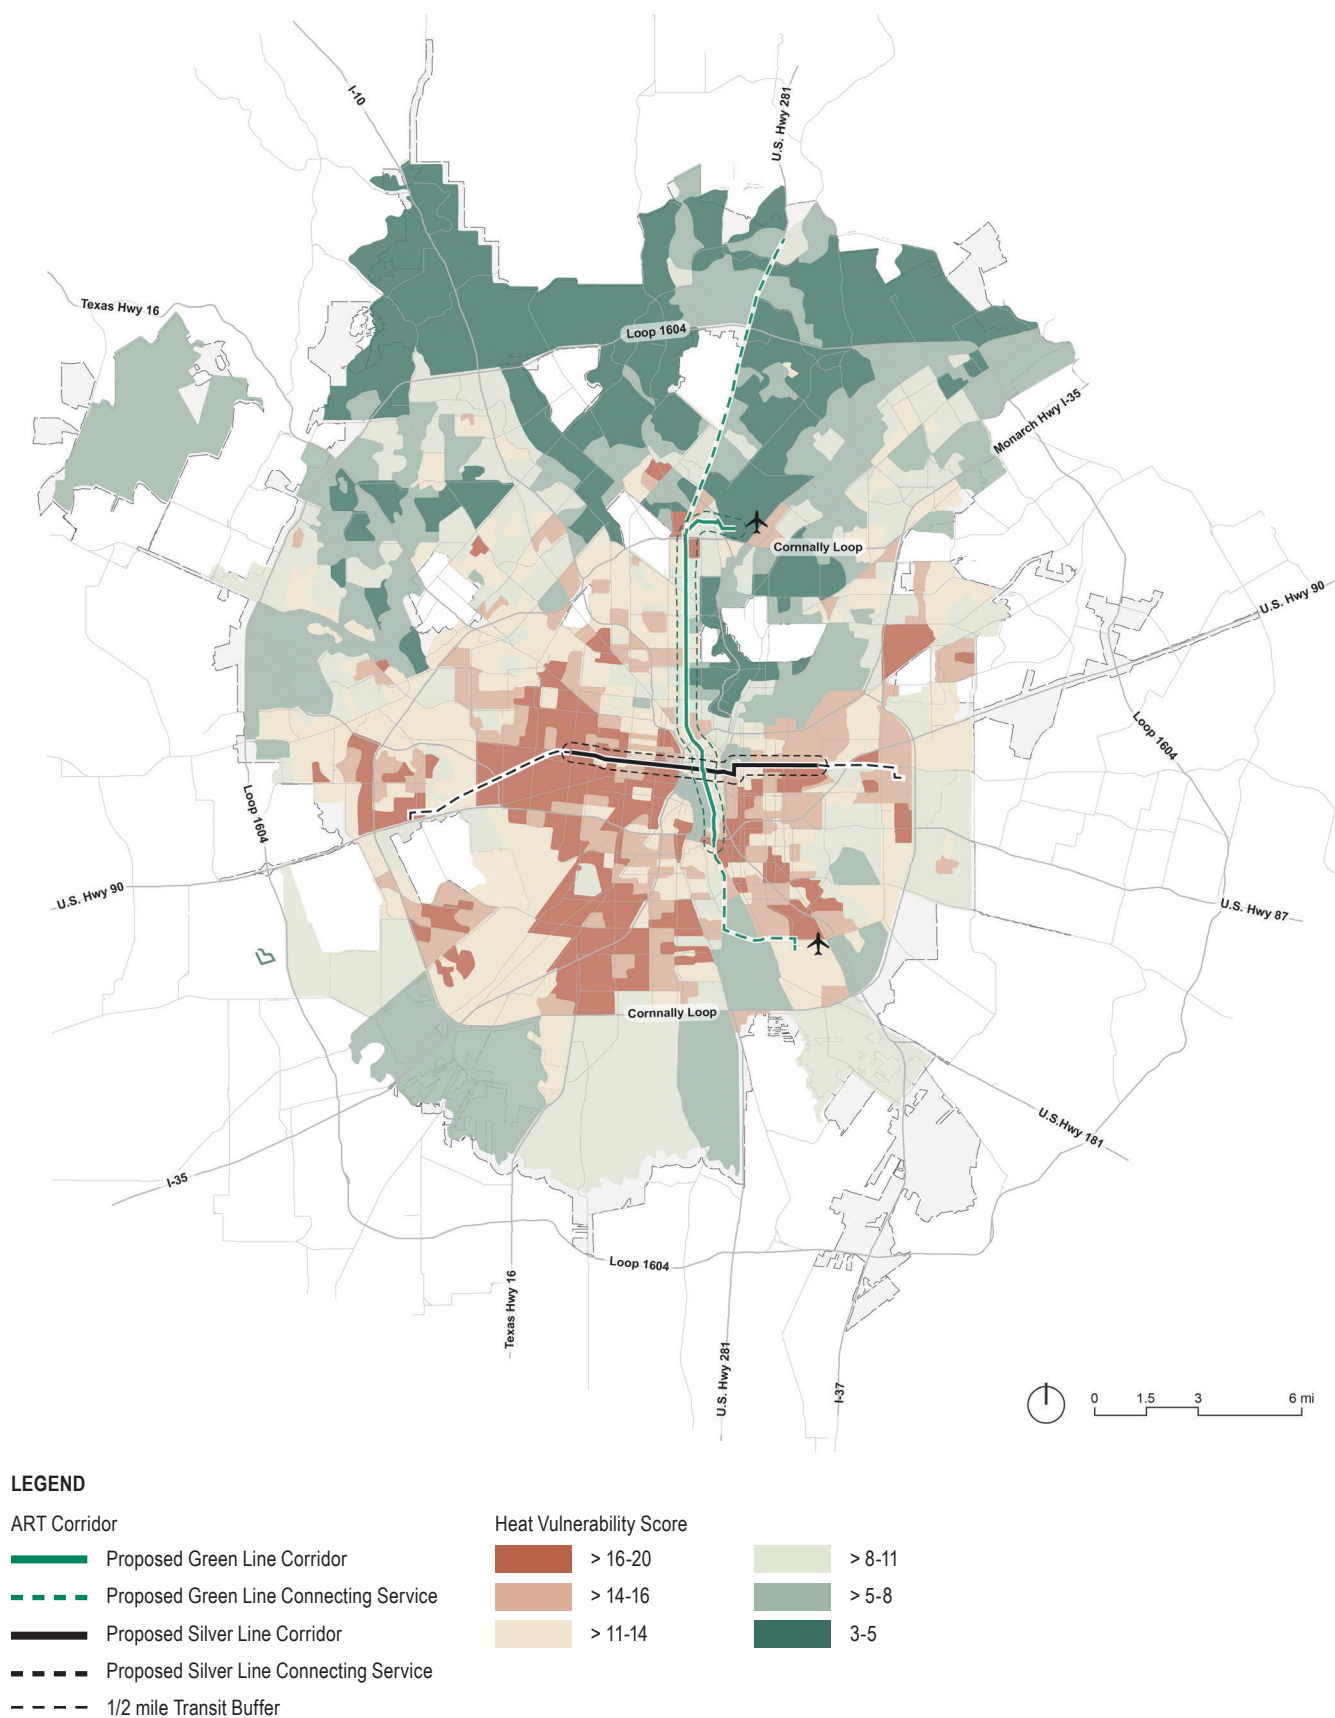 I-10
U.S. Hwy 281
Texas Hwy 16
Loop 1604
Monarch Hwy I-35
Cornnally Loop
U.S. Hwy 90
Loop 1604
Loop 1604
U.S. Hwy 90
U.S. Hwy 87
Cornnally Loop
U.S.Hwy 181
I-35
Loop 1604
Texas Hwy 16
U.S. Hwy 281
I-37
0 1.5 3 6 mi
LEGEND
ART Corridor
Proposed Green Line Corridor
Proposed Green Line Connecting Service
Proposed Silver Line Corridor
Proposed Silver Line Connecting Service
1/2 mile Transit Buffer
Heat Vulnerability Score
> 16-20
> 14-16
> 11-14
> 8-11
> 5-8
3-5